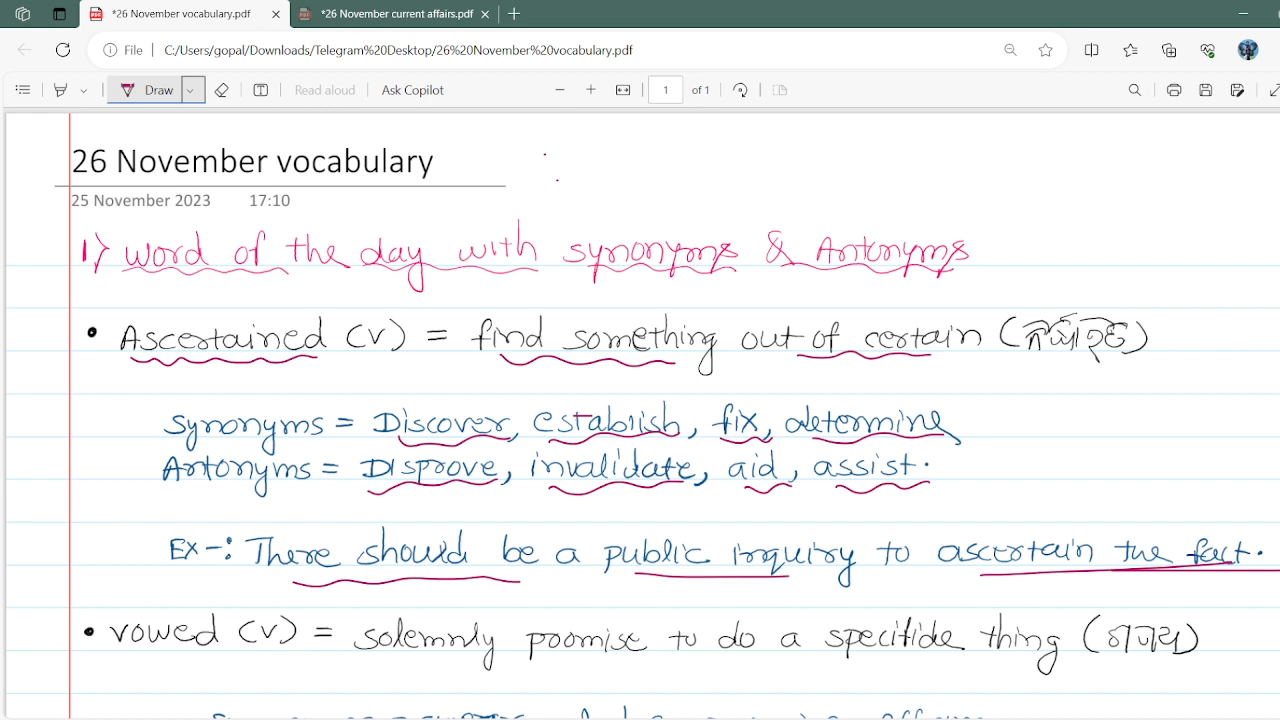 *26 November vocabulary.pdf
*26 November current affairs.pdf
File | C:/Users/gopal/Downloads/Telegram%20Desktop/26%20November%20vocabulary.pdf
Draw Read aloud Ask Copilot 1 of 1
26 November vocabulary
25 November 2023 17:10
1) Word of the day with synonyms & Antonyms
• Ascertained (v) = find something out of certain
synonyms = Discover, establish, fix, determine
Antonyms = Disprove, invalidate, aid, assist.
Ex-: There should be a public inquiry to ascertain the fact.
• vowed (v) = solemnly poomise to do a specifide thing (ଶପଥ)